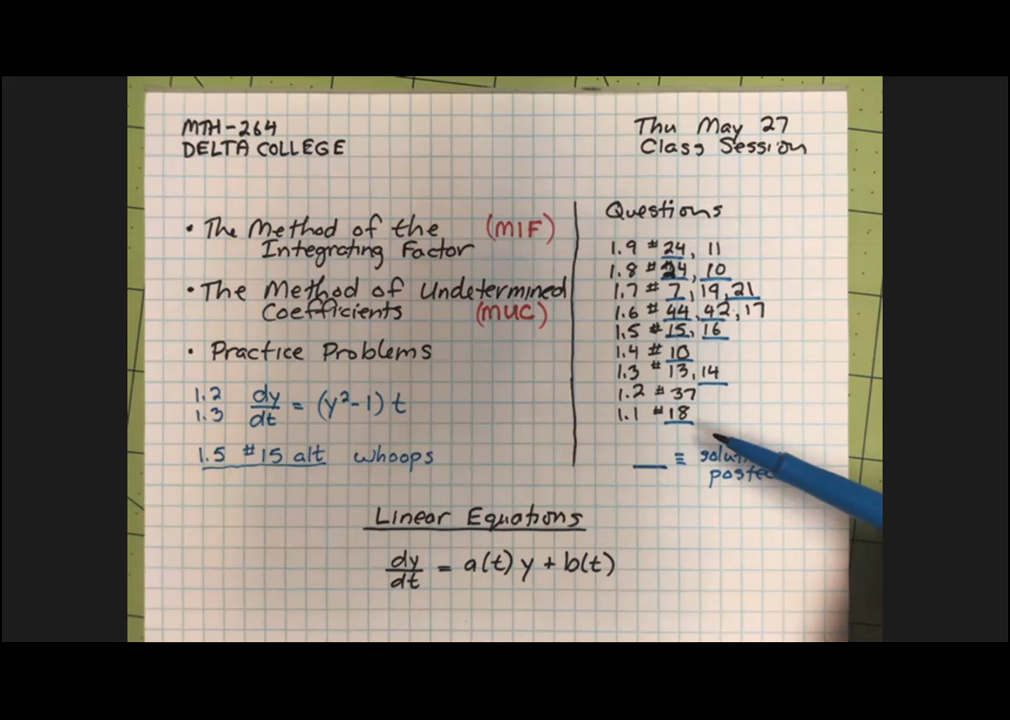 MTH-264
DELTA COLLEGE
Thu May 27
Class Session
• The Method of the (MIF)
Integrating Factor
• The Method of Undetermined
Coefficients (MUC)
• Practice Problems
1.2
1.3 dy/dt = (y²-1)t
1.5 #15 alt whoops
Questions
1.9 #24, 11
1.8 #24, 10
1.7 #7, 19, 21
1.6 #44, 42, 17
1.5 #15, 16
1.4 #10
1.3 #13, 14
1.2 #37
1.1 #18
___ ≡
Linear Equations
dy/dt = a(t)y + b(t)